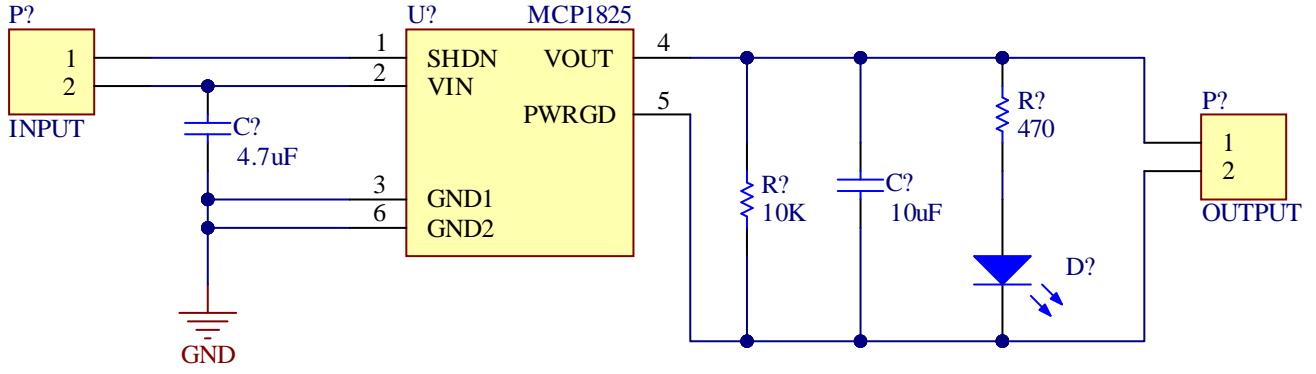 P?
1
2
INPUT
C?
4.7uF
GND
U? MCP1825
1
2
3
6
SHDN VOUT
VIN
PWRGD
GND1
GND2
4
5
R?
10K
C?
10uF
R?
470
D?
P?
1
2
OUTPUT